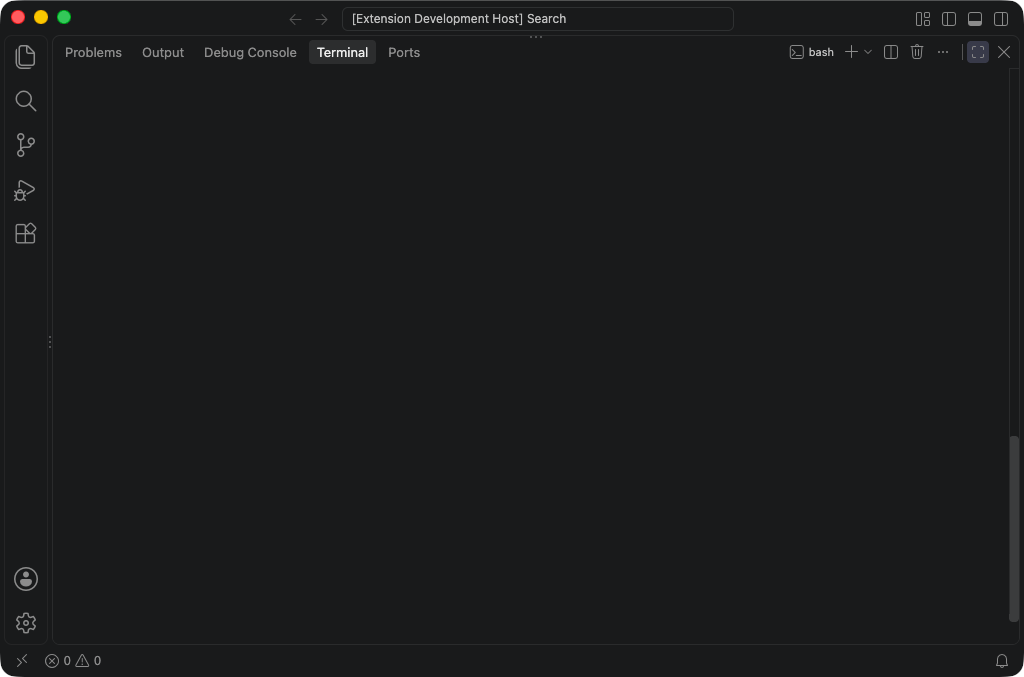 [Extension Development Host] Search
Problems Output Debug Console Terminal Ports bash
0 0